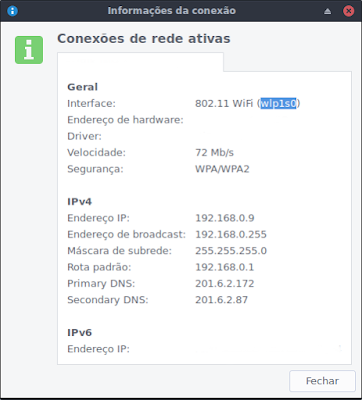 Informações da conexão
Conexões de rede ativas
Geral
Interface: 802.11 WiFi (wlp1s0)
Endereço de hardware:
Driver:
Velocidade: 72 Mb/s
Segurança: WPA/WPA2
IPv4
Endereço IP: 192.168.0.9
Endereço de broadcast: 192.168.0.255
Máscara de subrede: 255.255.255.0
Rota padrão: 192.168.0.1
Primary DNS: 201.6.2.172
Secondary DNS: 201.6.2.87
IPv6
Endereço IP:
Fechar